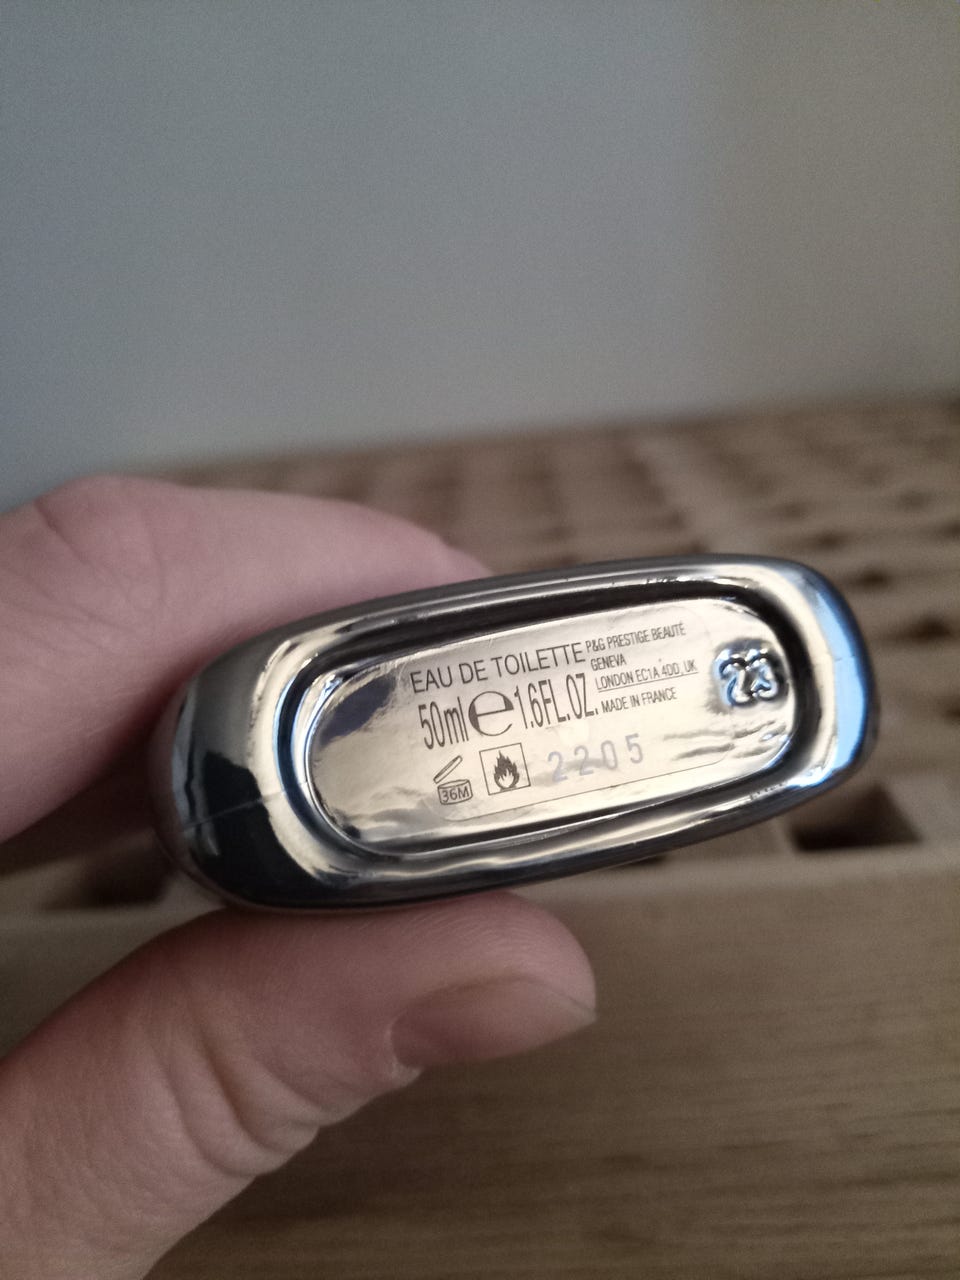 EAU DE TOILETTE
50ml e 1.6FL.OZ.
P&G PRESTIGE BEAUTÉ
GENEVA
LONDON EC1A 4DD, UK
MADE IN FRANCE
36M
2205
23